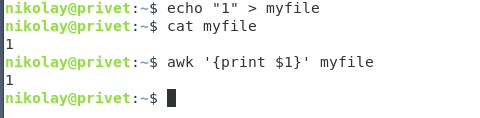 nikolay@privet:~$ echo "1" > myfile
nikolay@privet:~$ cat myfile
1
nikolay@privet:~$ awk '{print $1}' myfile
1
nikolay@privet:~$